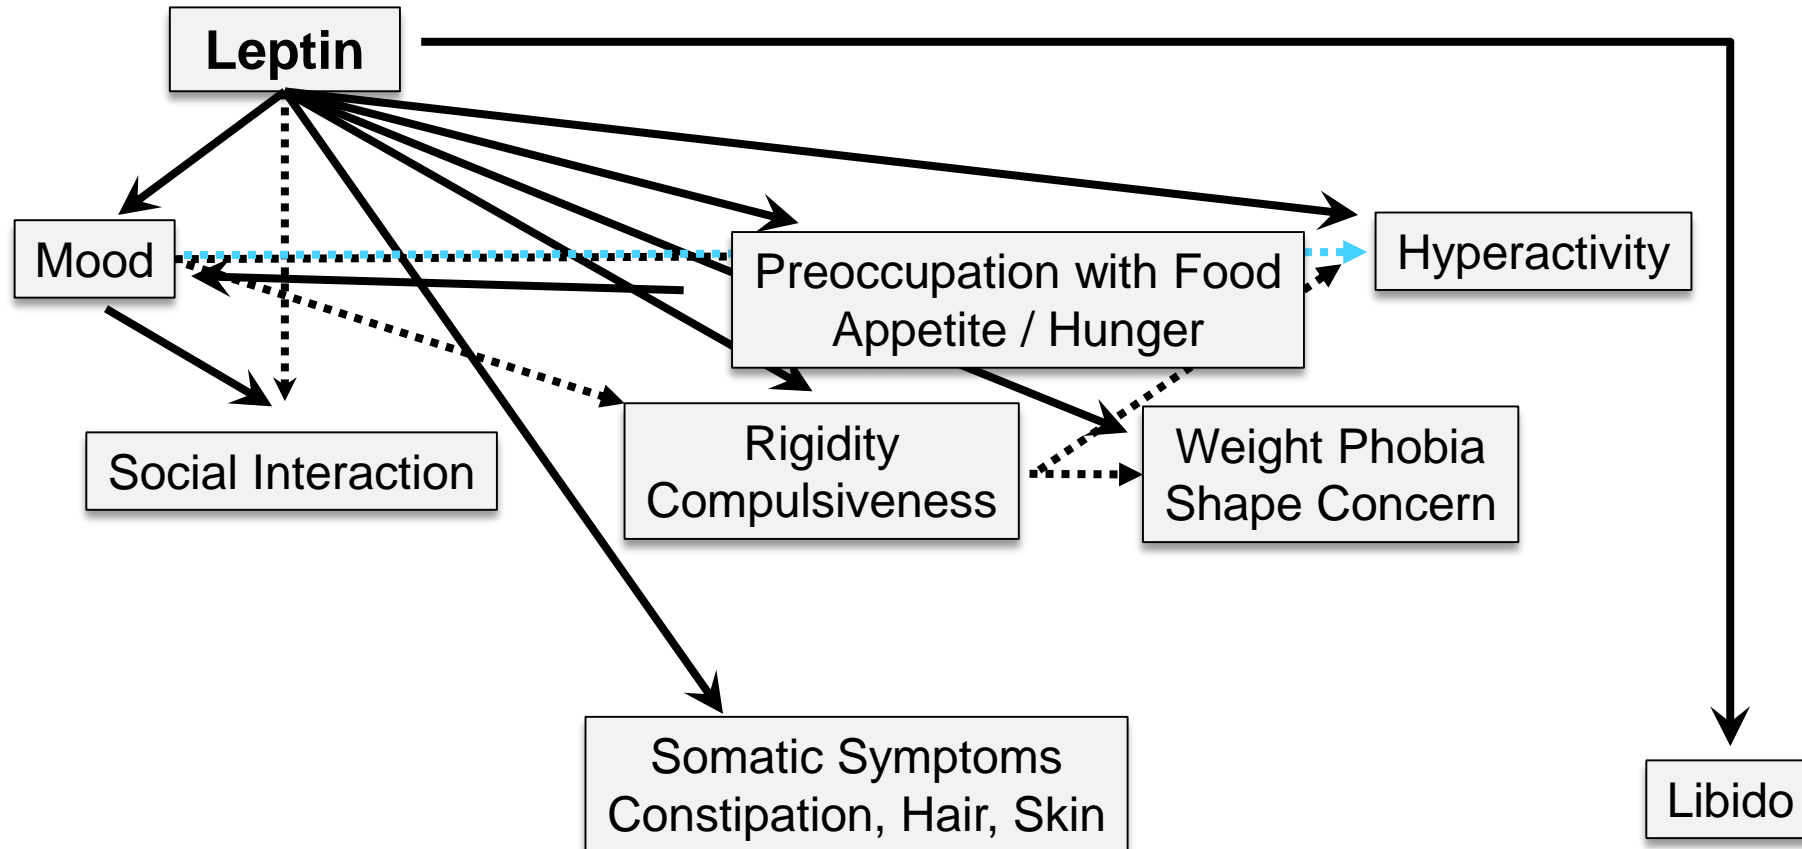 Leptin
Mood
Preoccupation with Food
Appetite / Hunger
Hyperactivity
Social Interaction
Rigidity
Compulsiveness
Weight Phobia
Shape Concern
Somatic Symptoms
Constipation, Hair, Skin
Libido